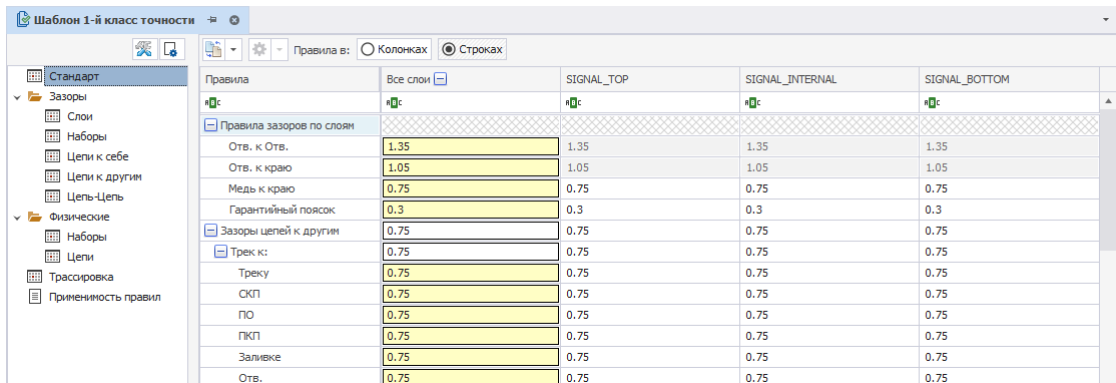 Шаблон 1-й класс точности
Правила в: Колонках Строках
Стандарт
Зазоры
Слои
Наборы
Цепи к себе
Цепи к другим
Цепь-Цепь
Физические
Наборы
Цепи
Трассировка
Применимость правил
Правила Все слои SIGNAL_TOP SIGNAL_INTERNAL SIGNAL_BOTTOM
ABC ABC ABC ABC ABC
Правила зазоров по слоям
Отв. к Отв. 1.35 1.35 1.35 1.35
Отв. к краю 1.05 1.05 1.05 1.05
Медь к краю 0.75 0.75 0.75 0.75
Гарантийный поясок 0.3 0.3 0.3 0.3
Зазоры цепей к другим 0.75 0.75 0.75 0.75
Трек к: 0.75 0.75 0.75 0.75
Треку 0.75 0.75 0.75 0.75
СКП 0.75 0.75 0.75 0.75
ПО 0.75 0.75 0.75 0.75
ПКП 0.75 0.75 0.75 0.75
Заливке 0.75 0.75 0.75 0.75
Отв. 0.75 0.75 0.75 0.75